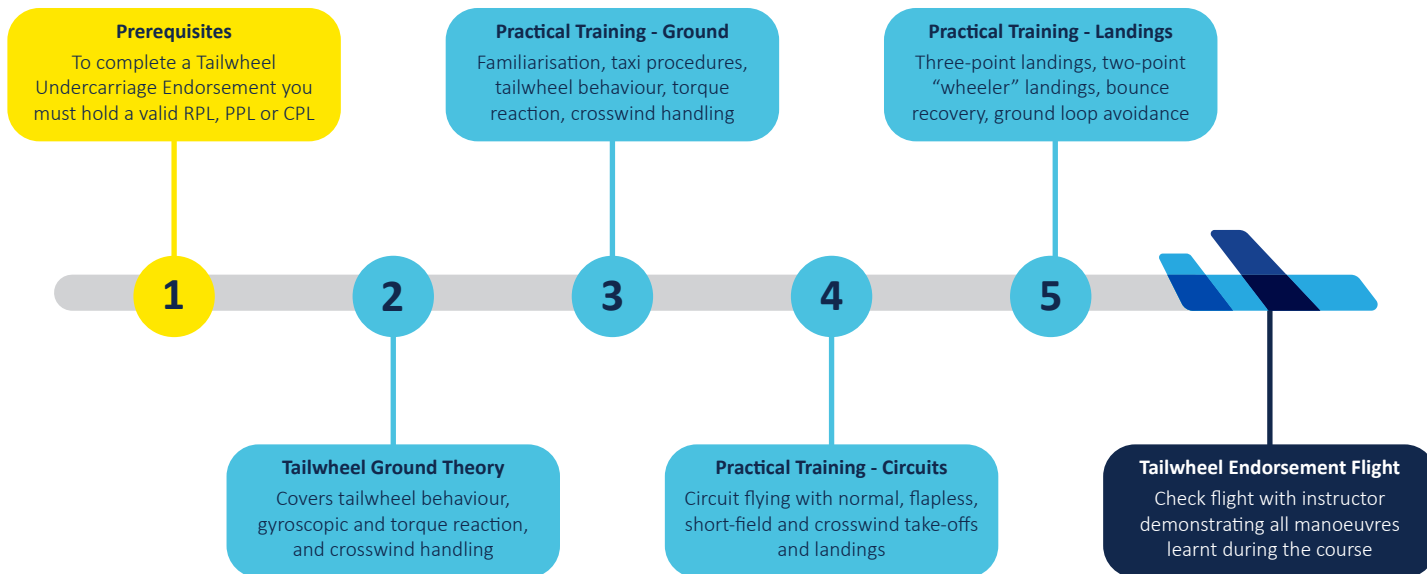 Prerequisites
To complete a Tailwheel
Undercarriage Endorsement you
must hold a valid RPL, PPL or CPL
Practical Training - Ground
Familiarisation, taxi procedures,
tailwheel behaviour, torque
reaction, crosswind handling
Practical Training - Landings
Three-point landings, two-point
“wheeler” landings, bounce
recovery, ground loop avoidance
1
2
3
4
5
Tailwheel Ground Theory
Covers tailwheel behaviour,
gyroscopic and torque reaction,
and crosswind handling
Practical Training - Circuits
Circuit flying with normal, flapless,
short-field and crosswind take-offs
and landings
Tailwheel Endorsement Flight
Check flight with instructor
demonstrating all manoeuvres
learnt during the course